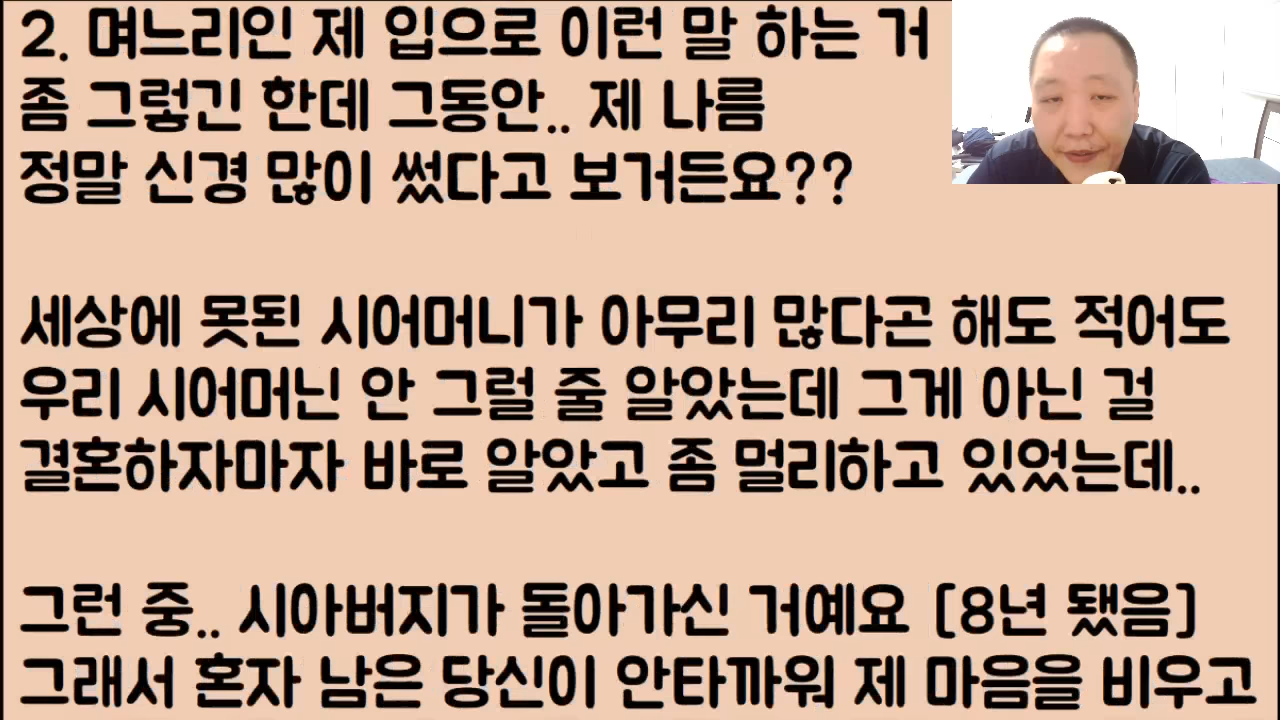 2. 며느리인 제 입으로 이런 말 하는 거
좀 그렇긴 한데 그동안.. 제 나름
정말 신경 많이 썼다고 보거든요??
세상에 못된 시어머니가 아무리 많다곤 해도 적어도
우리 시어머닌 안 그럴 줄 알았는데 그게 아닌 걸
결혼하자마자 바로 알았고 좀 멀리하고 있었는데..
그런 중.. 시아버지가 돌아가신 거예요 [8년 됐음]
그래서 혼자 남은 당신이 안타까워 제 마음을 비우고